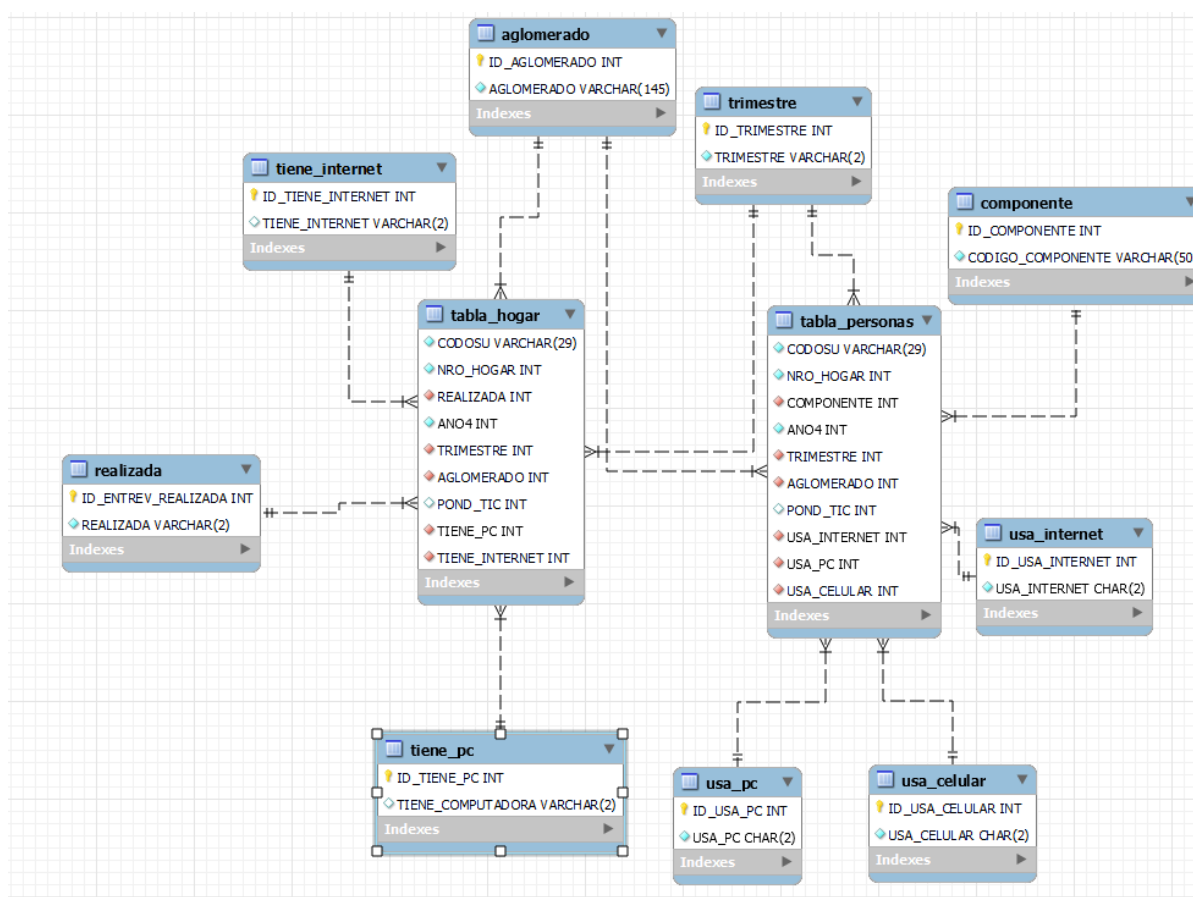 aglomerado
ID_AGLOMERADO INT
AGLOMERADO VARCHAR(145)
Indexes
trimestre
ID_TRIMESTRE INT
TRIMESTRE VARCHAR(2)
Indexes
tiene_internet
ID_TIENE_INTERNET INT
TIENE_INTERNET VARCHAR(2)
Indexes
componente
ID_COMPONENTE INT
CODIGO_COMPONENTE VARCHAR(50
Indexes
tabla_hogar
CODOSU VARCHAR(29)
NRO_HOGAR INT
REALIZADA INT
ANO4 INT
TRIMESTRE INT
AGLOMERADO INT
POND_TIC INT
TIENE_PC INT
TIENE_INTERNET INT
Indexes
tabla_personas
CODOSU VARCHAR(29)
NRO_HOGAR INT
COMPONENTE INT
ANO4 INT
TRIMESTRE INT
AGLOMERADO INT
POND_TIC INT
USA_INTERNET INT
USA_PC INT
USA_CELULAR INT
Indexes
realizada
ID_ENTREV_REALIZADA INT
REALIZADA VARCHAR(2)
Indexes
usa_internet
ID_USA_INTERNET INT
USA_INTERNET CHAR(2)
Indexes
tiene_pc
ID_TIENE_PC INT
TIENE_COMPUTADORA VARCHAR(2)
Indexes
usa_pc
ID_USA_PC INT
USA_PC CHAR(2)
Indexes
usa_celular
ID_USA_CELULAR INT
USA_CELULAR CHAR(2)
Indexes